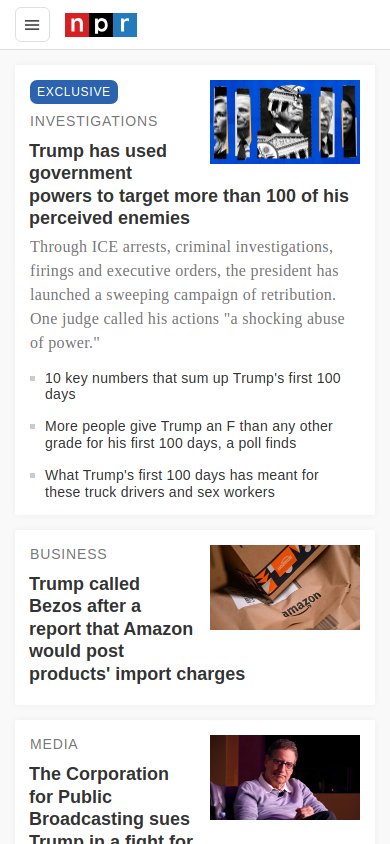 npr
EXCLUSIVE
INVESTIGATIONS
Trump has used
government
powers to target more than 100 of his
perceived enemies
Through ICE arrests, criminal investigations,
firings and executive orders, the president has
launched a sweeping campaign of retribution.
One judge called his actions "a shocking abuse
of power."
10 key numbers that sum up Trump's first 100
days
More people give Trump an F than any other
grade for his first 100 days, a poll finds
What Trump's first 100 days has meant for
these truck drivers and sex workers
BUSINESS
Trump called
Bezos after a
report that Amazon
would post
products' import charges
amazon
MEDIA
The Corporation
for Public
Broadcasting sues
Trump in a fight for